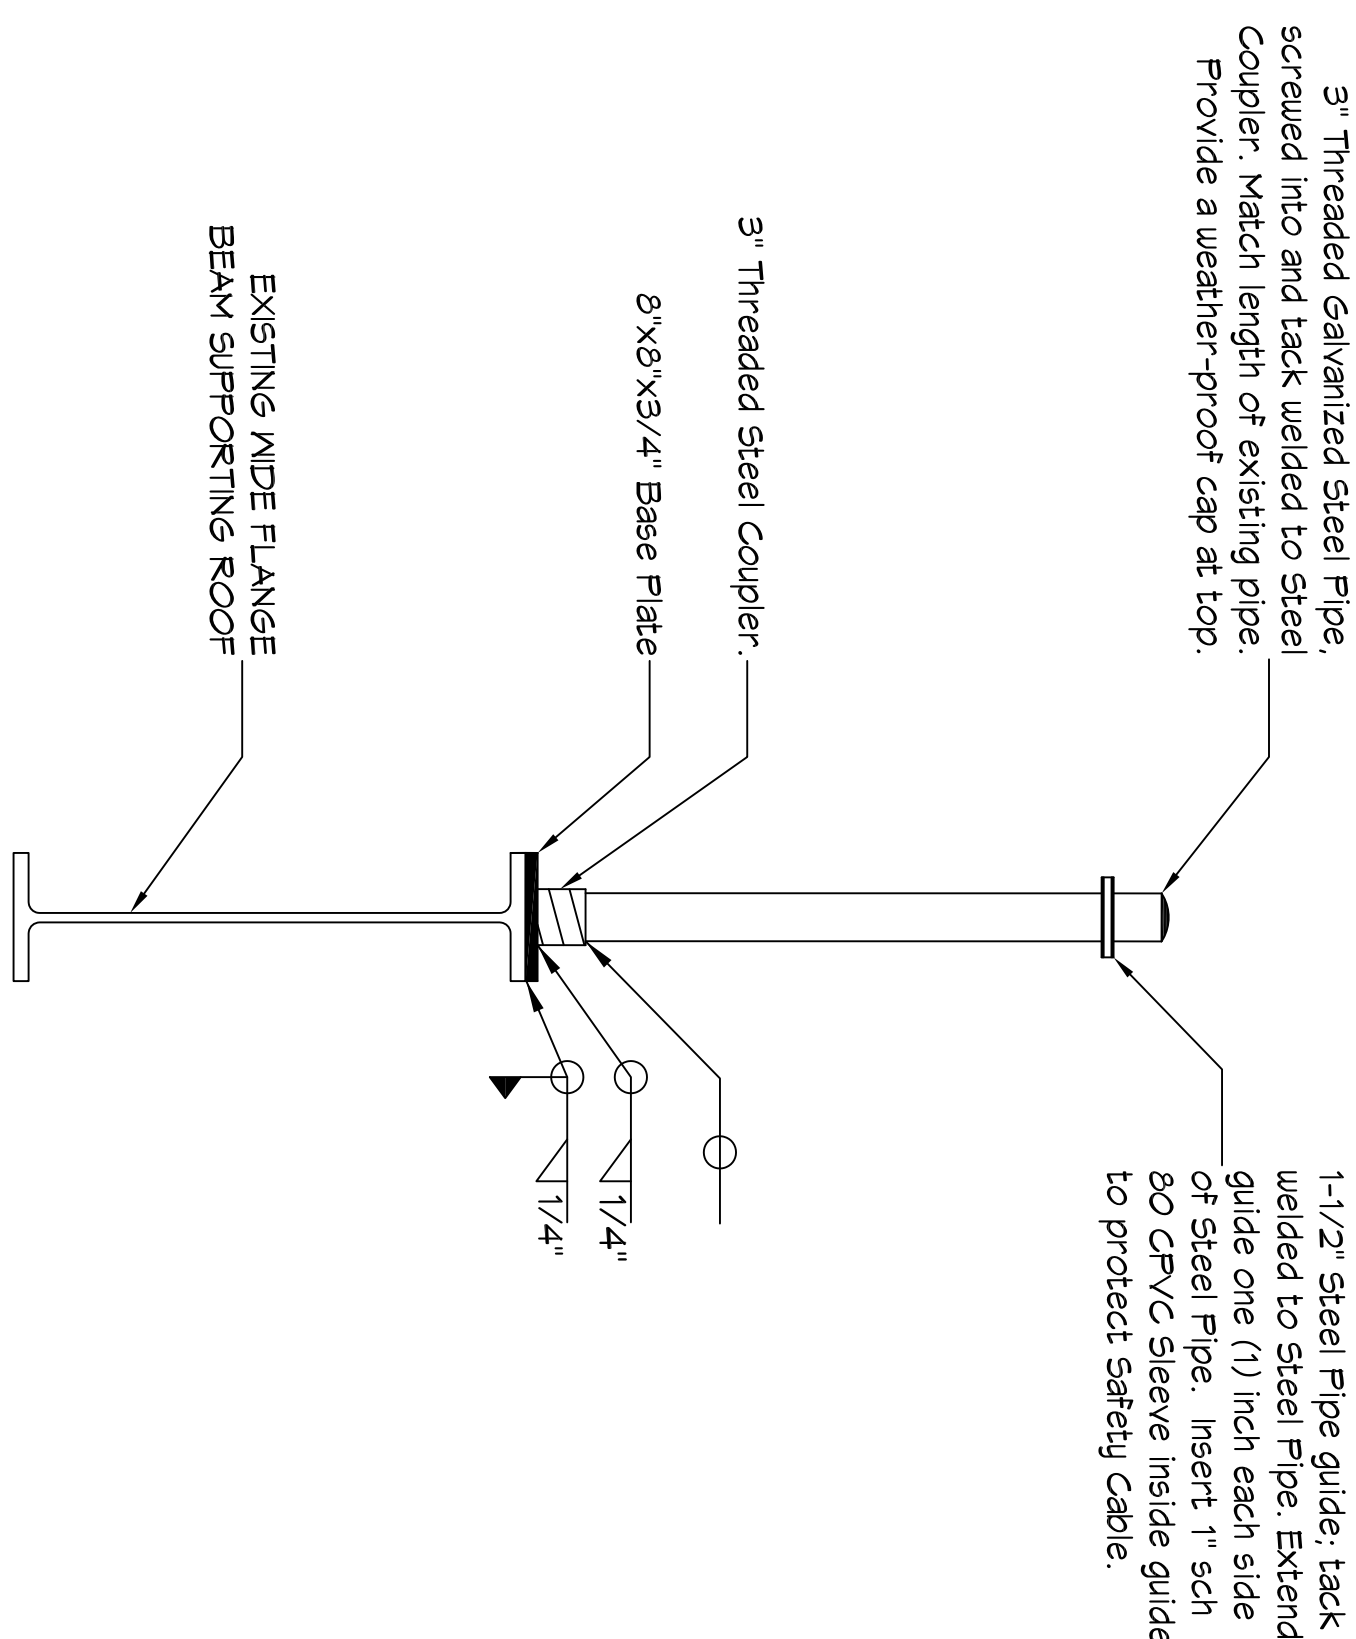 3" Threaded Galvanized Steel Pipe,
screwed into and tack welded to Steel
Coupler. Match length of existing pipe.
Provide a weather-proof cap at top.
1-1/2" Steel Pipe guide; tack
welded to Steel Pipe. Extend
guide one (1) inch each side
of Steel Pipe. Insert 1" sch
80 CPVC Sleeve inside guide
to protect Safety Cable.
3" Threaded Steel Coupler.
8"x8"x3/4" Base Plate
1/4"
1/4"
EXISTING WIDE FLANGE
BEAM SUPPORTING ROOF